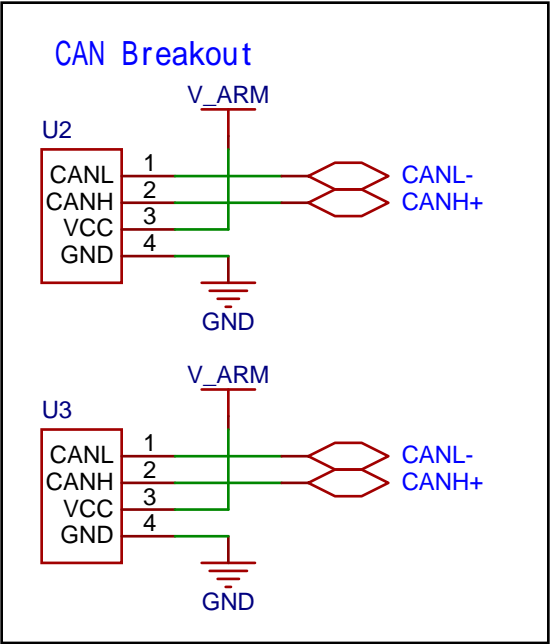 CAN Breakout
V_ARM
U2
CANL 1 CANL-
CANH 2 CANH+
VCC 3
GND 4
GND
V_ARM
U3
CANL 1 CANL-
CANH 2 CANH+
VCC 3
GND 4
GND